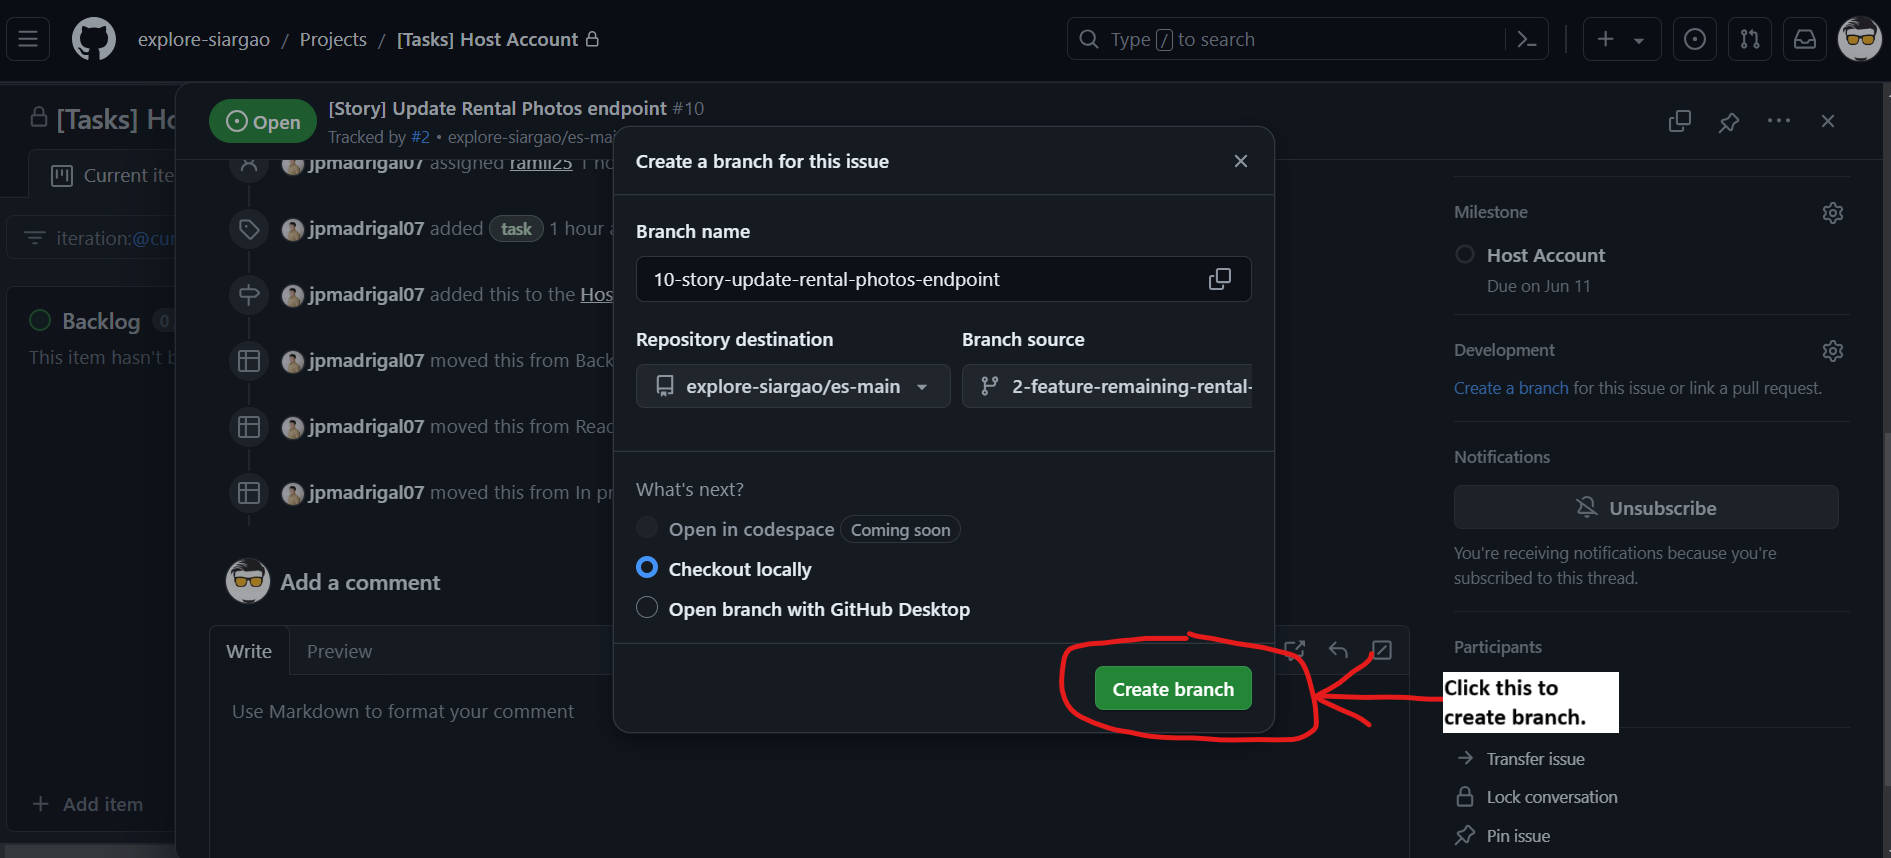 explore-siargao / Projects / [Tasks] Host Account
Type / to search
[Tasks] Ho
Current ite
iteration:@cur
Backlog 0
This item hasn't b
Add item
Open
[Story] Update Rental Photos endpoint #10
Tracked by #2 • explore-siargao/es-mai
jpmadrigal07 assigned ramil25 1 ho
jpmadrigal07 added task 1 hour a
jpmadrigal07 added this to the Hos
jpmadrigal07 moved this from Back
jpmadrigal07 moved this from Read
jpmadrigal07 moved this from In pr
Add a comment
Write Preview
Use Markdown to format your comment
Create a branch for this issue
Branch name
10-story-update-rental-photos-endpoint
Repository destination Branch source
explore-siargao/es-main 2-feature-remaining-rental-
What's next?
Open in codespace Coming soon
Checkout locally
Open branch with GitHub Desktop
Create branch
Milestone
Host Account
Due on Jun 11
Development
Create a branch for this issue or link a pull request.
Notifications
Unsubscribe
You're receiving notifications because you're
subscribed to this thread.
Participants
Click this to
create branch.
Transfer issue
Lock conversation
Pin issue